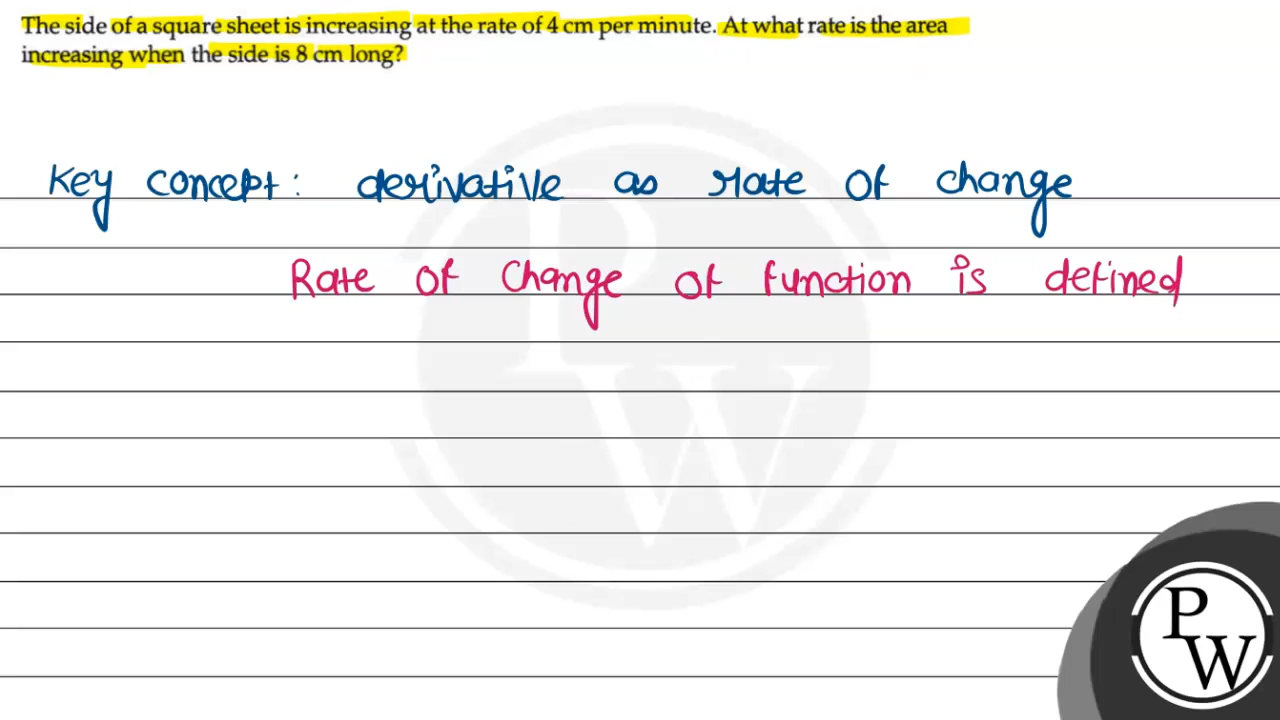 The side of a square sheet is increasing at the rate of 4 cm per minute. At what rate is the area
increasing when the side is 8 cm long?
Key concept: derivative as rate of change
Rate of change of function is defined
PW
PW